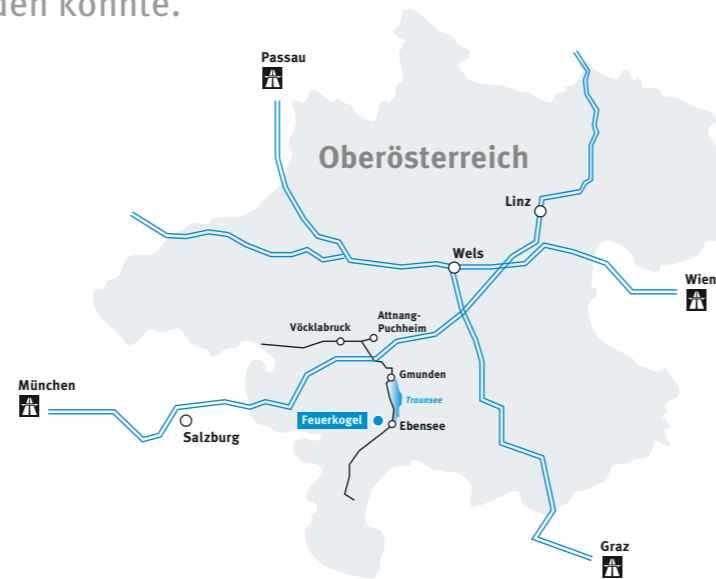 den konnte.
Passau
Oberösterreich
Linz
Wels
Wien
Attnang-
Puchheim
Vöcklabruck
Gmunden
München
Traunsee
Feuerkogel
Ebensee
Salzburg
Graz